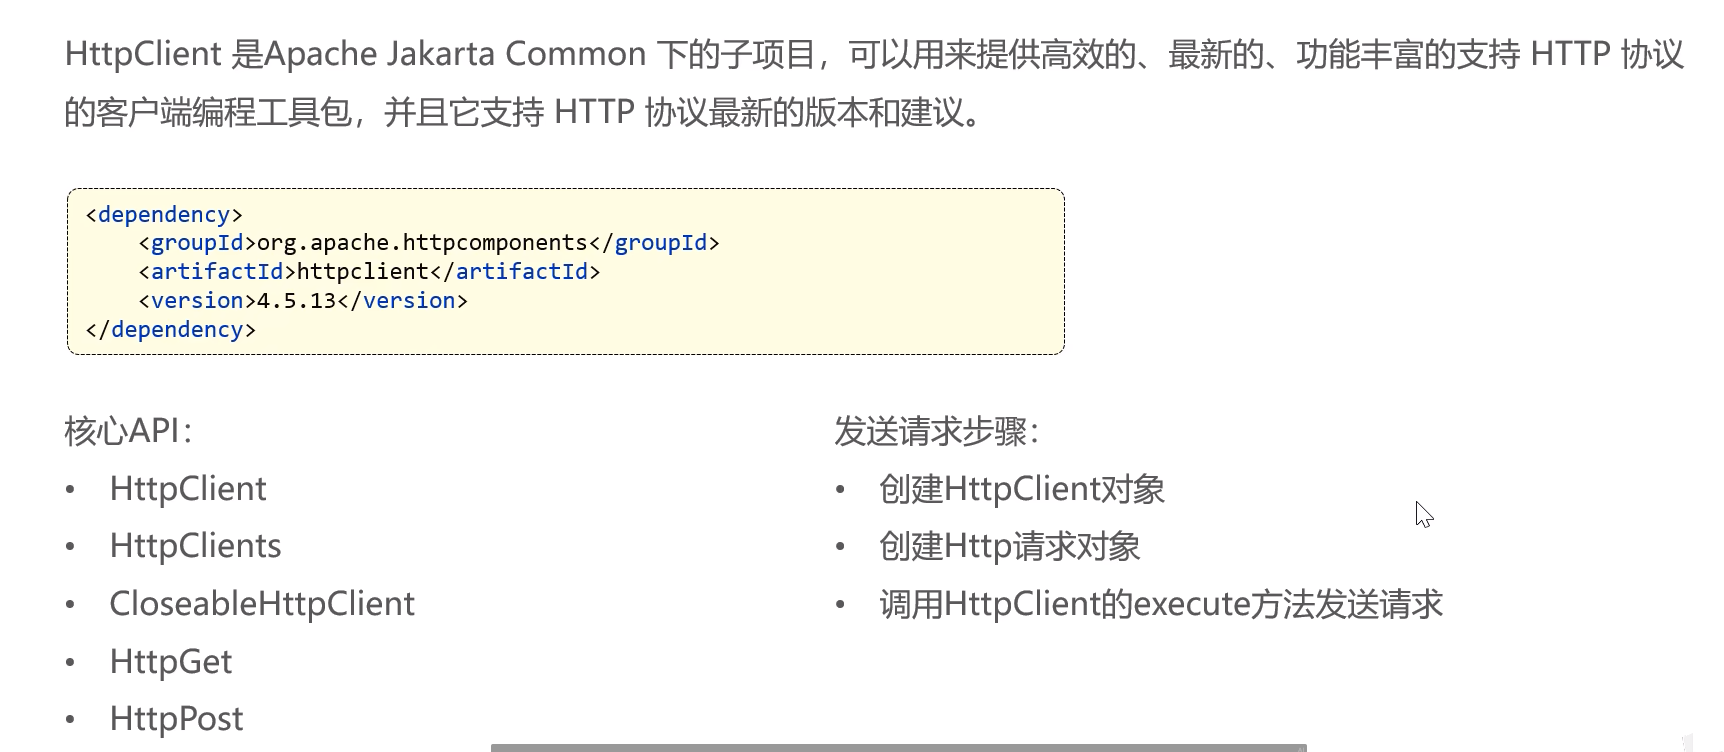 HttpClient 是Apache Jakarta Common 下的子项目，可以用来提供高效的、最新的、功能丰富的支持 HTTP 协议
的客户端编程工具包，并且它支持 HTTP 协议最新的版本和建议。
<dependency>
    <groupId>org.apache.httpcomponents</groupId>
    <artifactId>httpclient</artifactId>
    <version>4.5.13</version>
</dependency>
核心API：
• HttpClient
• HttpClients
• CloseableHttpClient
• HttpGet
• HttpPost
发送请求步骤：
• 创建HttpClient对象
• 创建Http请求对象
• 调用HttpClient的execute方法发送请求